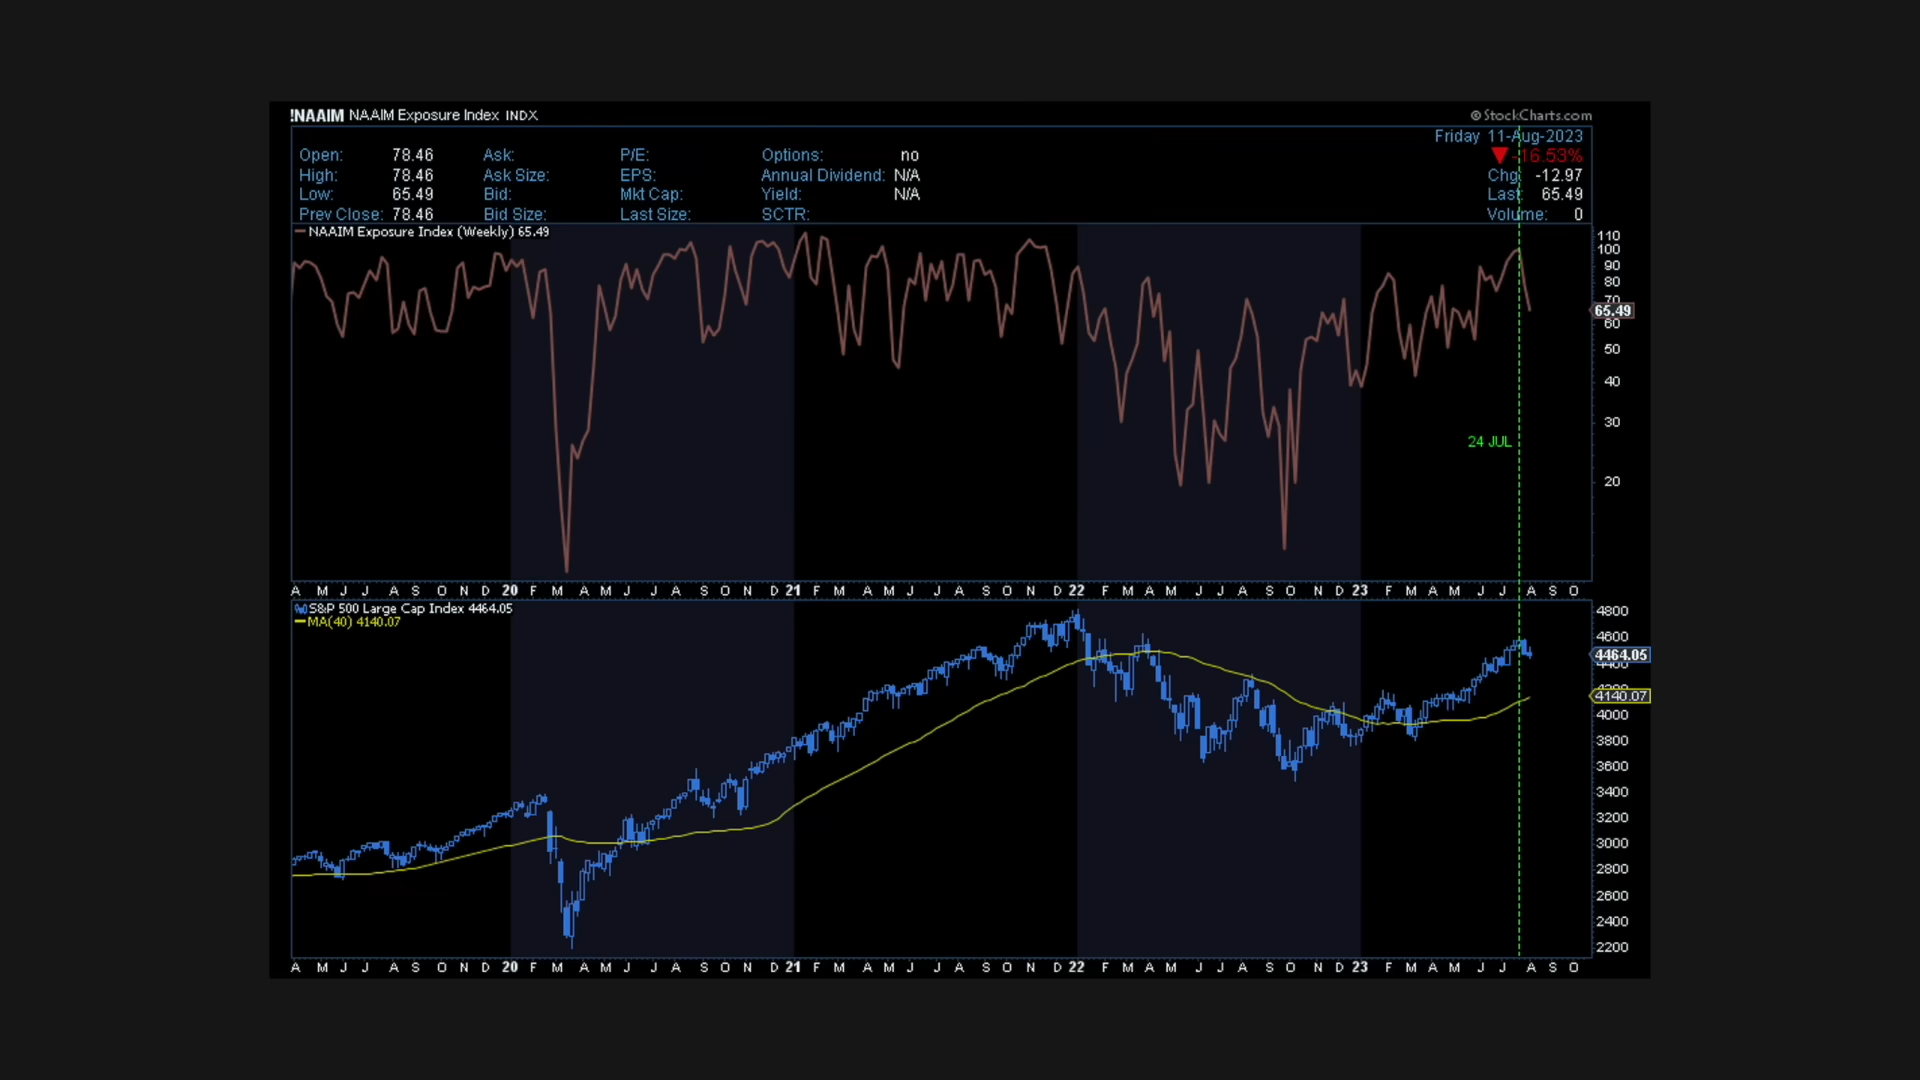 !NAAIM NAAIM Exposure Index INDX
© StockCharts.com
Friday 11-Aug-2023
Open: 78.46 Ask: P/E: Options: no ▼ -16.53%
High: 78.46 Ask Size: EPS: Annual Dividend: N/A Chg: -12.97
Low: 65.49 Bid: Mkt Cap: Yield: N/A Last: 65.49
Prev Close: 78.46 Bid Size: Last Size: SCTR: Volume: 0
NAAIM Exposure Index (Weekly) 65.49
110
100
90
80
70
65.49
60
50
40
30
24 JUL
20
A M J J A S O N D 20 F M A M J J A S O N D 21 F M A M J J A S O N D 22 F M A M J J A S O N D 23 F M A M J J A S O
S&P 500 Large Cap Index 4464.05
MA(40) 4140.07
4800
4600
4464.05
4400
4200
4140.07
4000
3800
3600
3400
3200
3000
2800
2600
2400
2200
A M J J A S O N D 20 F M A M J J A S O N D 21 F M A M J J A S O N D 22 F M A M J J A S O N D 23 F M A M J J A S O